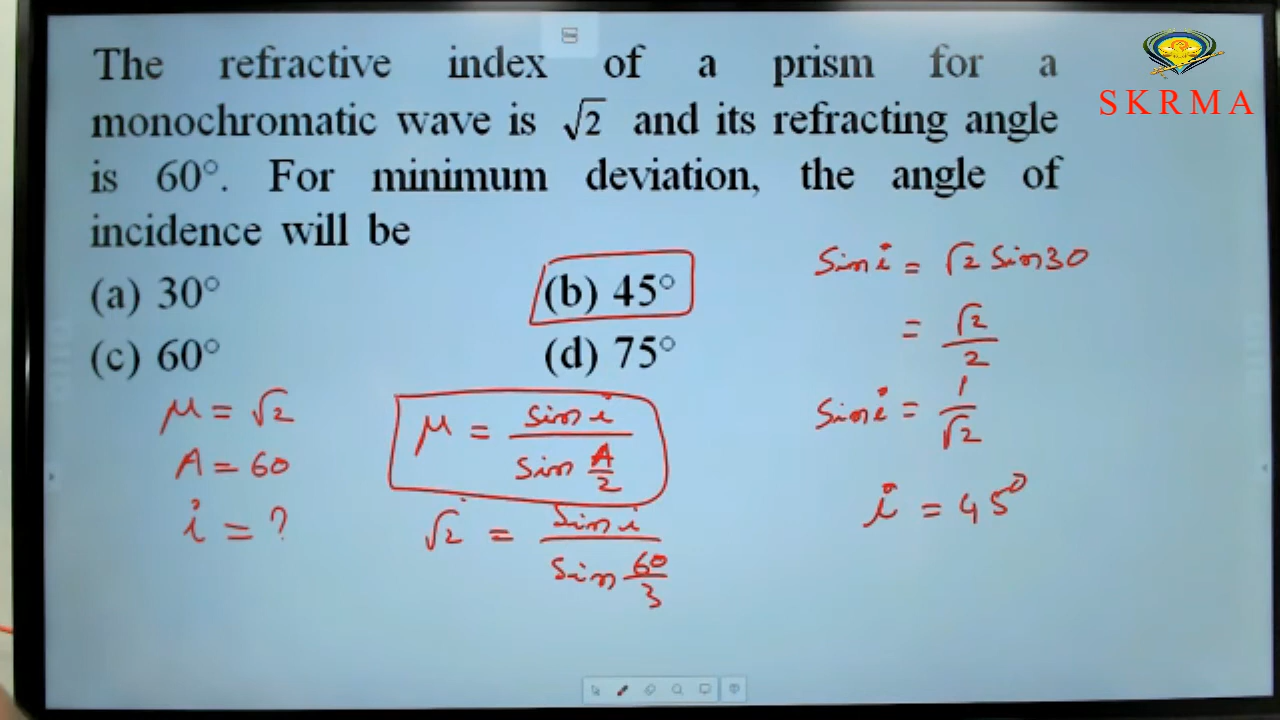 The refractive index of a prism for a
monochromatic wave is √2 and its refracting angle
is 60°. For minimum deviation, the angle of
incidence will be
(a) 30°
(b) 45°
(c) 60°
(d) 75°
μ = √2
A = 60
i = ?
μ = sin i / sin A/2
√2 = sin i / sin 60/3
sin i = √2 sin 30
= √2/2
sin i = 1/√2
i = 45°
SKRMA